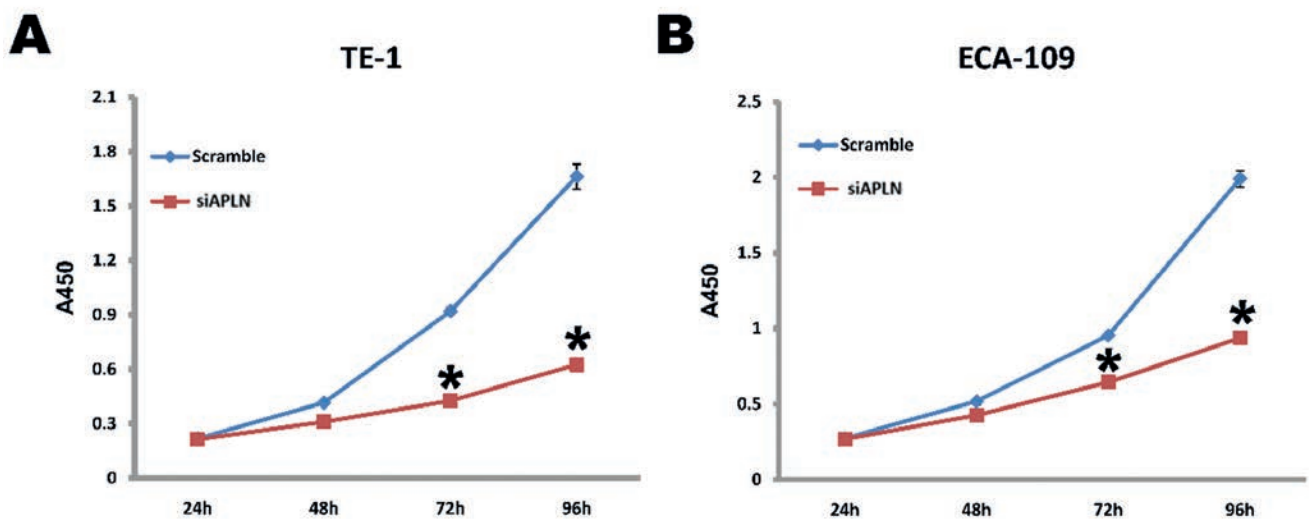 A
TE-1
2.1
1.8
1.5
1.2
0.9
0.6
0.3
0
A450
Scramble
siAPLN
*
*
24h
48h
72h
96h
B
ECA-109
2.5
2
1.5
1
0.5
0
A450
Scramble
siAPLN
*
*
24h
48h
72h
96h